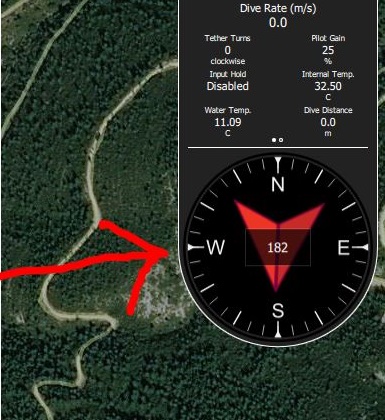 Dive Rate (m/s)
0.0
Tether Turns
0
clockwise
Pilot Gain
25
%
Input Hold
Disabled
Internal Temp.
32.50
C
Water Temp.
11.09
C
Dive Distance
0.0
m
N
W
182
E
S